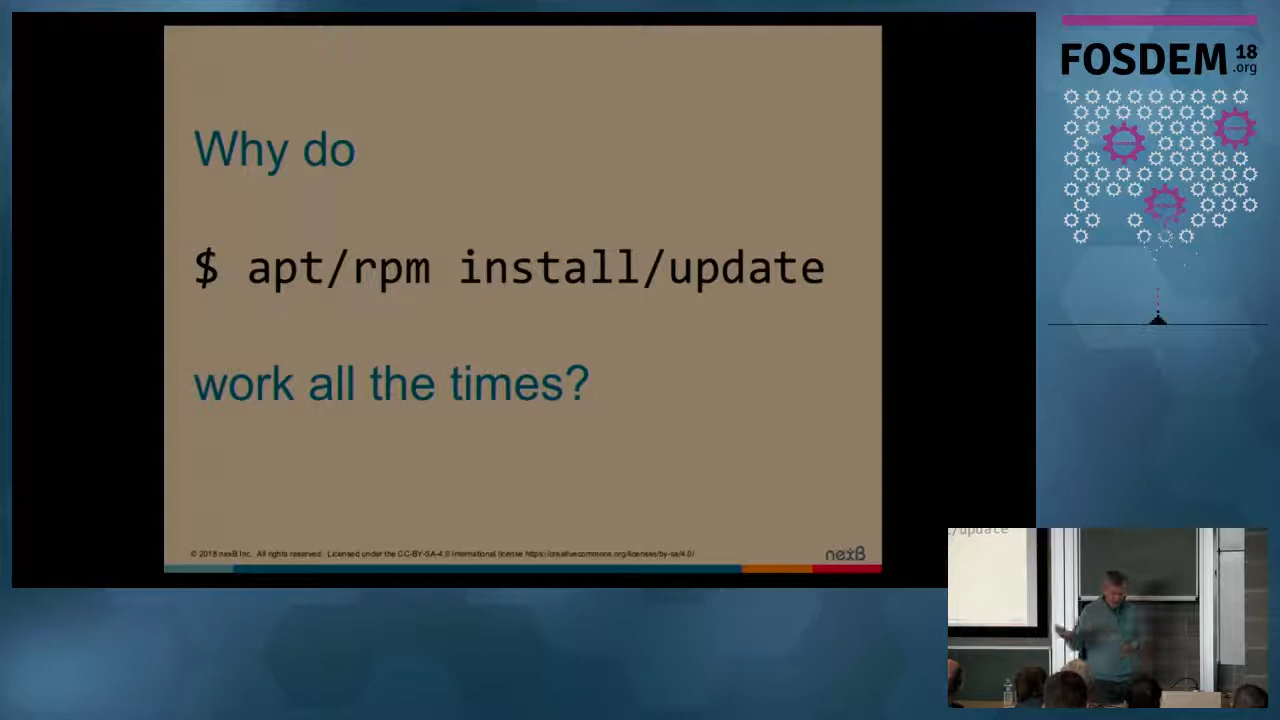 Why do
$ apt/rpm install/update
work all the times?
© 2018 nexB Inc. All rights reserved. Licensed under the CC-BY-SA-4.0 International license https://creativecommons.org/licenses/by-sa/4.0/
nexB
FOSDEM 18
.org
/update